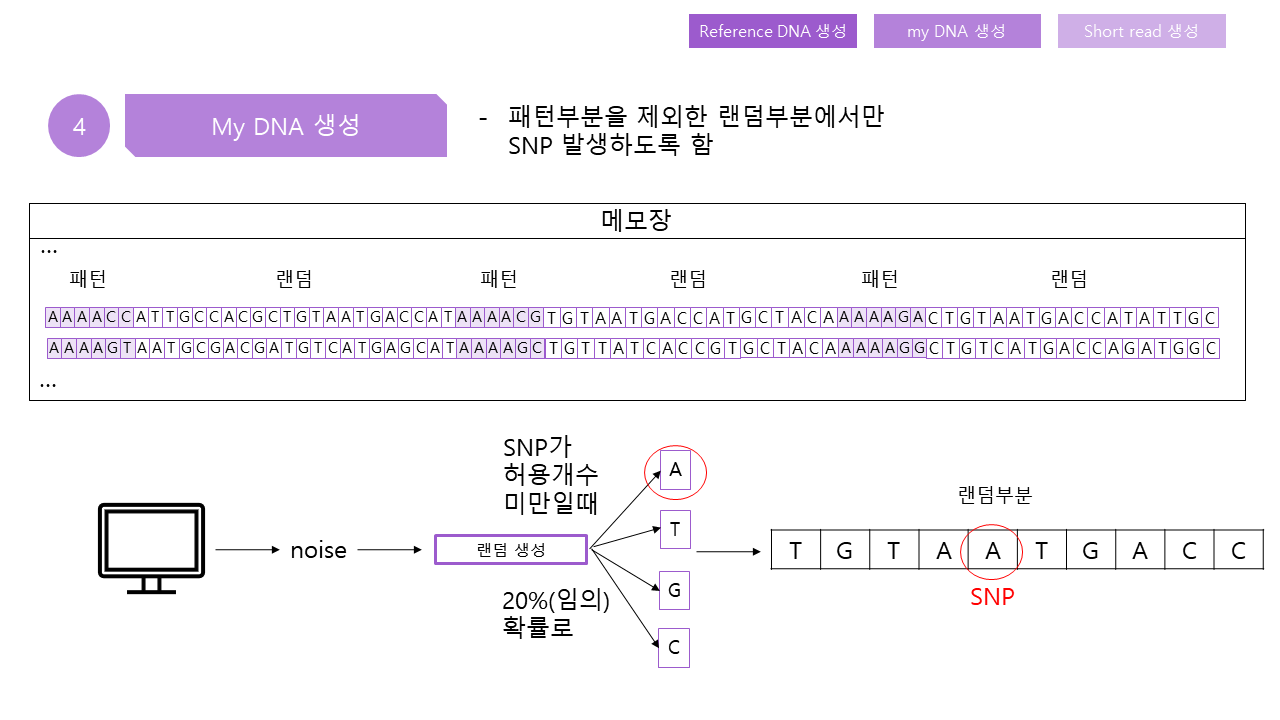 Reference DNA 생성
my DNA 생성
Short read 생성
4
My DNA 생성
- 패턴부분을 제외한 랜덤부분에서만
SNP 발생하도록 함
메모장
...
패턴 랜덤 패턴 랜덤 패턴 랜덤
A A A A C C A T T G C C A C G C T G T A A T G A C C A T A A A A C G T G T A A T G A C C A T G C T A C A A A A A G A C T G T A A T G A C C A T A T T G C
A A A A G T A A T G C G A C G A T G T C A T G A G C A T A A A A G C T G T T A T C A C C G T G C T A C A A A A A G G C T G T C A T G A C C A G A T G G C
...
noise
SNP가
허용개수
미만일때
랜덤 생성
20%(임의)
확률로
A
T
G
C
랜덤부분
T G T A A T G A C C
SNP